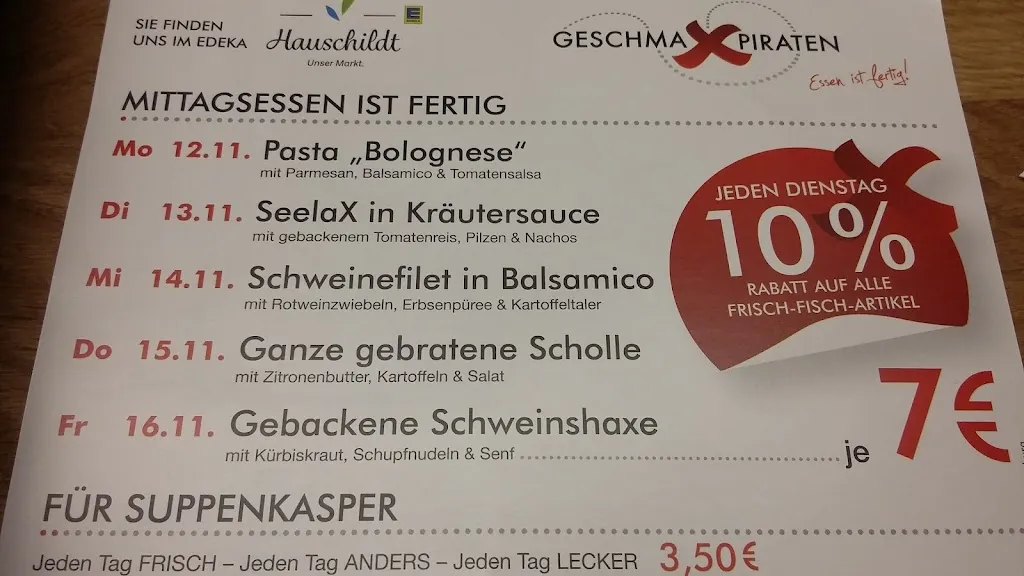 SIE FINDEN
UNS IM EDEKA
Hauschildt
Unser Markt.
GESCHMAXPIRATEN
Essen ist fertig!
MITTAGSESSEN IST FERTIG
Mo 12.11. Pasta „Bolognese“
mit Parmesan, Balsamico & Tomatensalsa
Di 13.11. SeelaX in Kräutersauce
mit gebackenem Tomatenreis, Pilzen & Nachos
Mi 14.11. Schweinefilet in Balsamico
mit Rotweinzwiebeln, Erbsenpüree & Kartoffeltaler
Do 15.11. Ganze gebratene Scholle
mit Zitronenbutter, Kartoffeln & Salat
Fr 16.11. Gebackene Schweinshaxe
mit Kürbiskraut, Schupfnudeln & Senf
je 7€
JEDEN DIENSTAG
10%
RABATT AUF ALLE
FRISCH-FISCH-ARTIKEL
FÜR SUPPENKASPER
Jeden Tag FRISCH – Jeden Tag ANDERS – Jeden Tag LECKER 3,50€